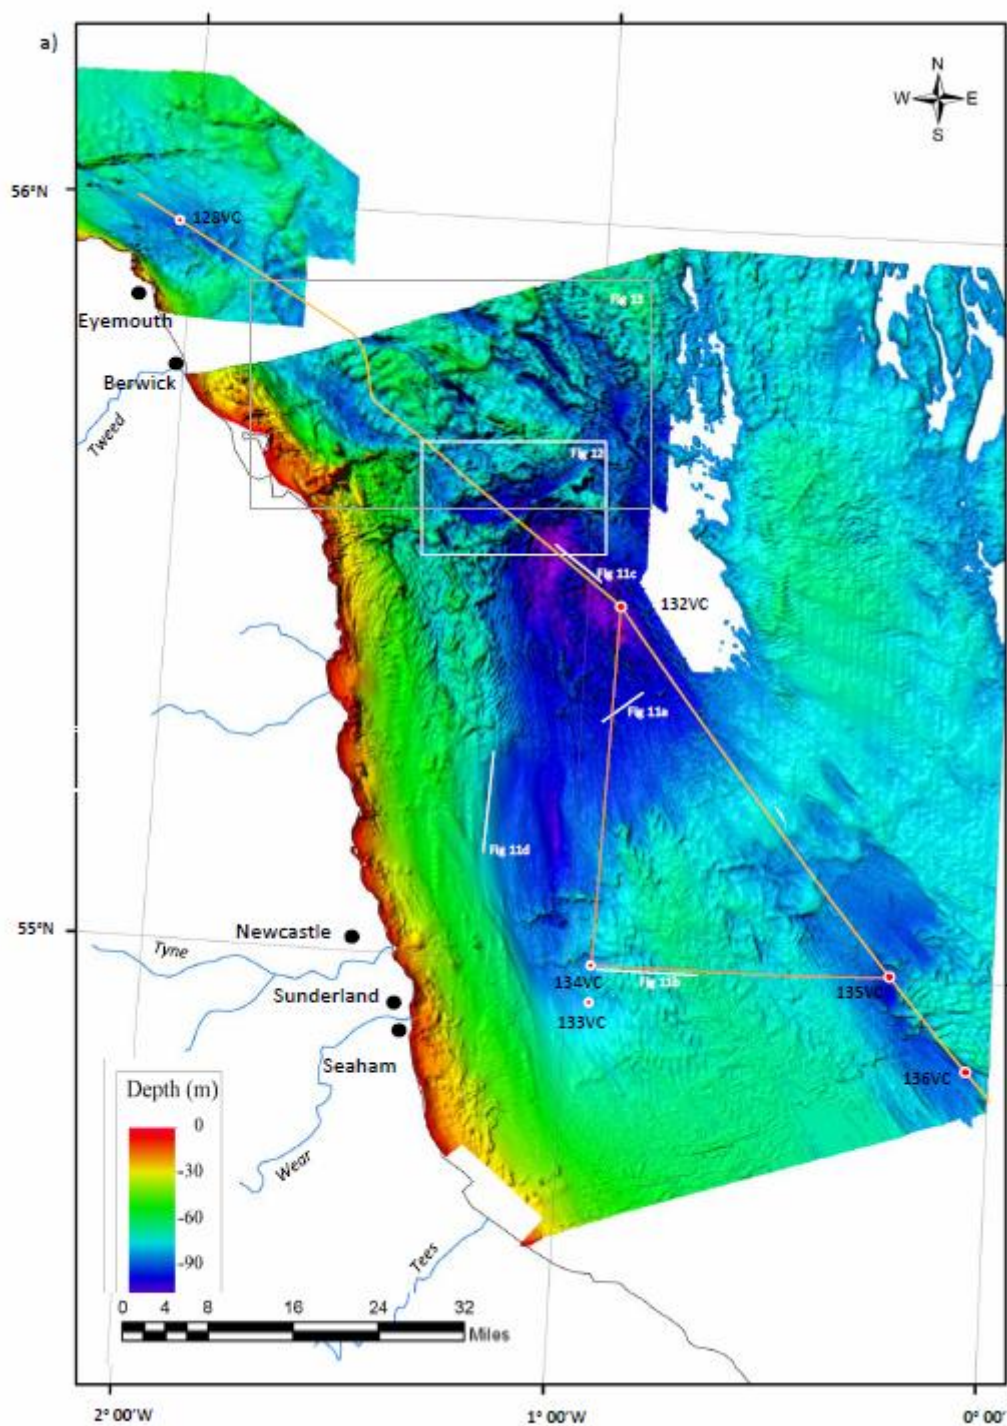 a)
N
W E
S
56°N
128VC
Eyemouth
Fig 13
Berwick
Tweed
Fig 12
Fig 11c
132VC
Fig 11a
Fig 11d
55°N
Newcastle
Tyne
134VC
Fig 11b
135VC
Sunderland
133VC
Seaham
136VC
Depth (m)
0
-30
-60
-90
Wear
Tees
0 4 8 16 24 32
Miles
2° 00'W 1° 00'W 0° 00'